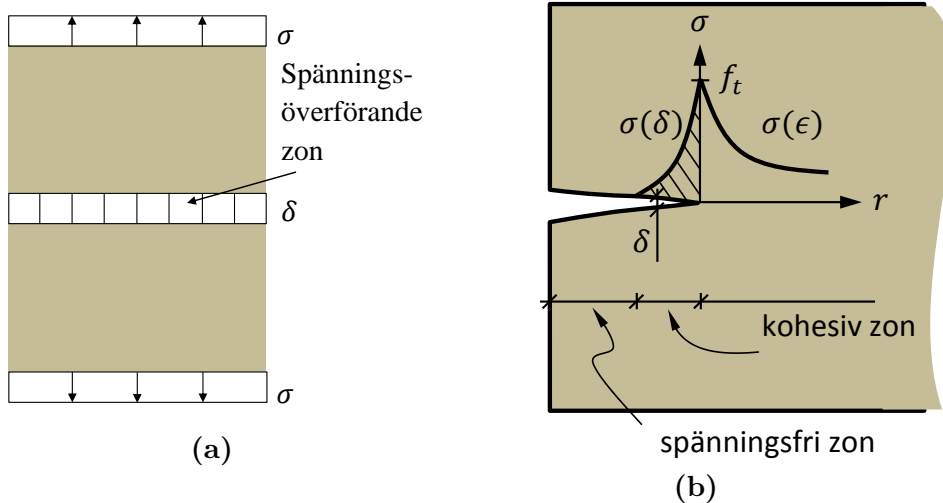 σ
Spännings-
överförande
zon
δ
σ
(a)
σ
f_t
σ(δ)
σ(ϵ)
r
δ
kohesiv zon
spänningsfri zon
(b)